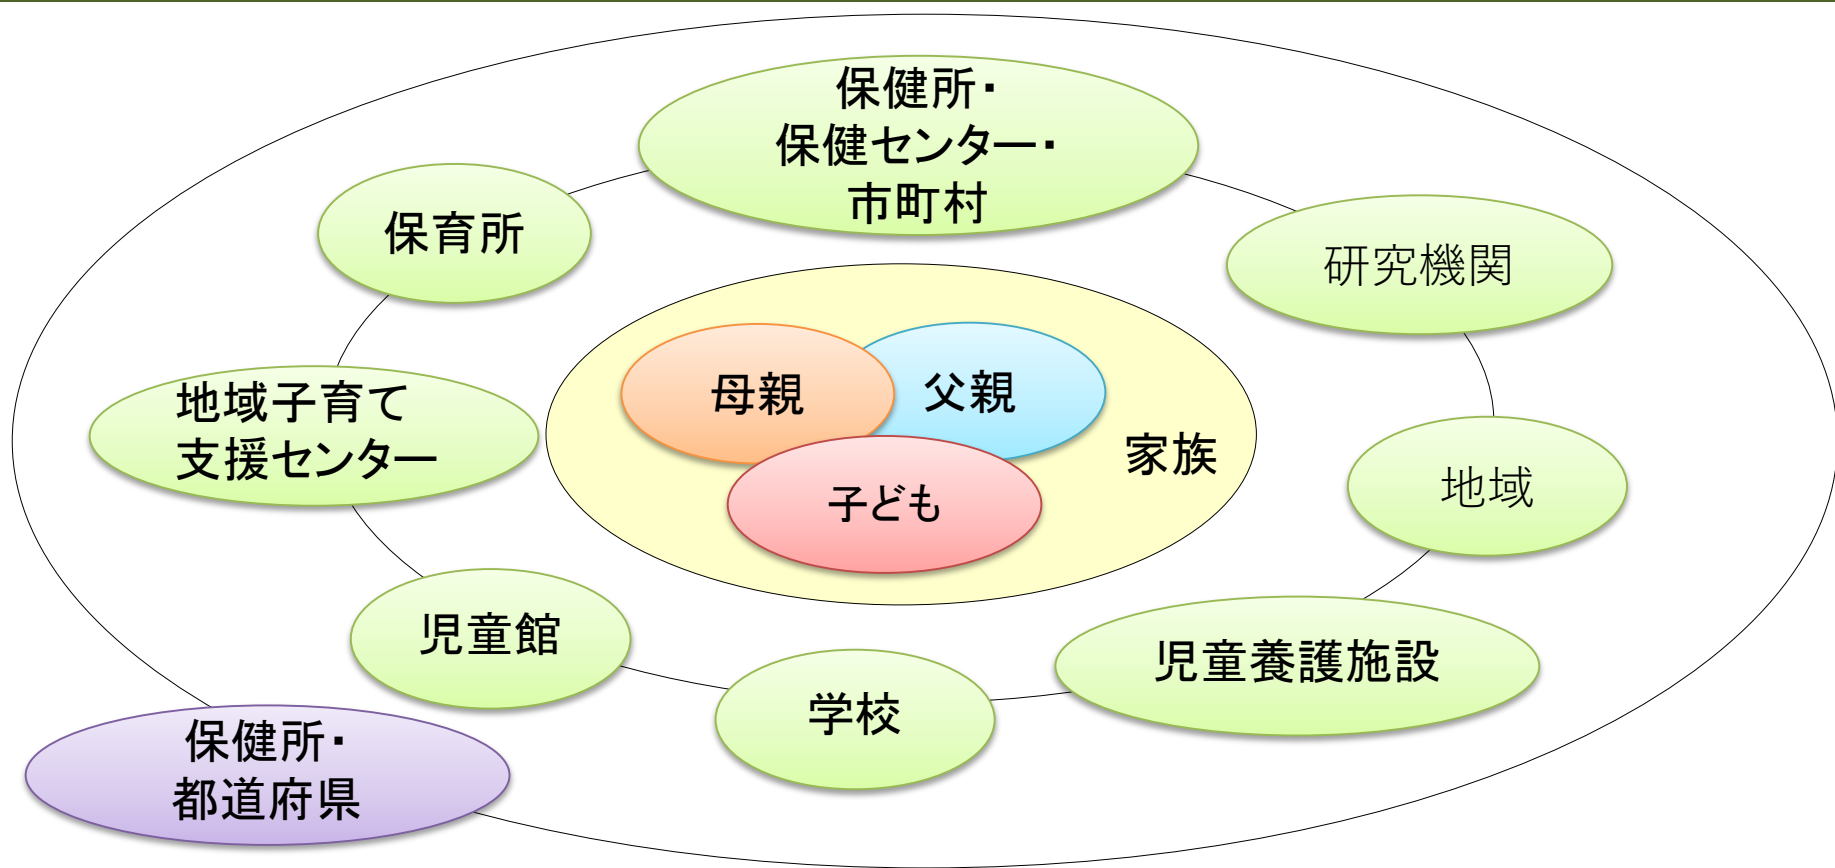 保健所・
保健センター・
市町村
保育所
研究機関
母親
父親
家族
子ども
地域子育て
支援センター
地域
児童館
学校
児童養護施設
保健所・
都道府県